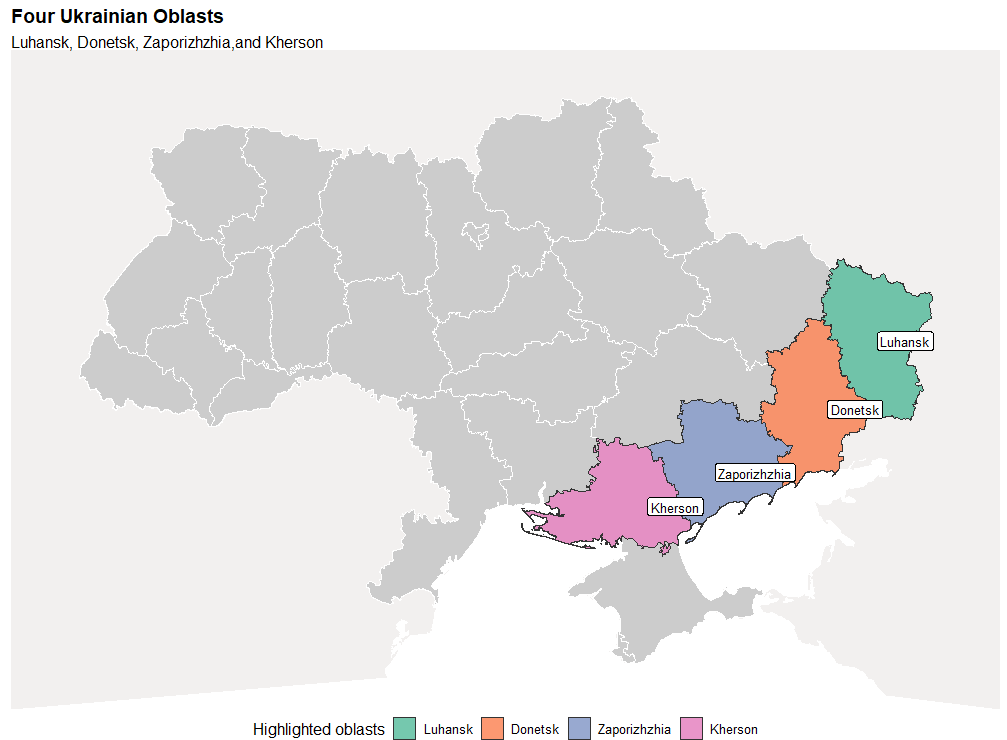 Four Ukrainian Oblasts
Luhansk, Donetsk, Zaporizhzhia,and Kherson
Luhansk
Donetsk
Zaporizhzhia
Kherson
Highlighted oblasts Luhansk Donetsk Zaporizhzhia Kherson